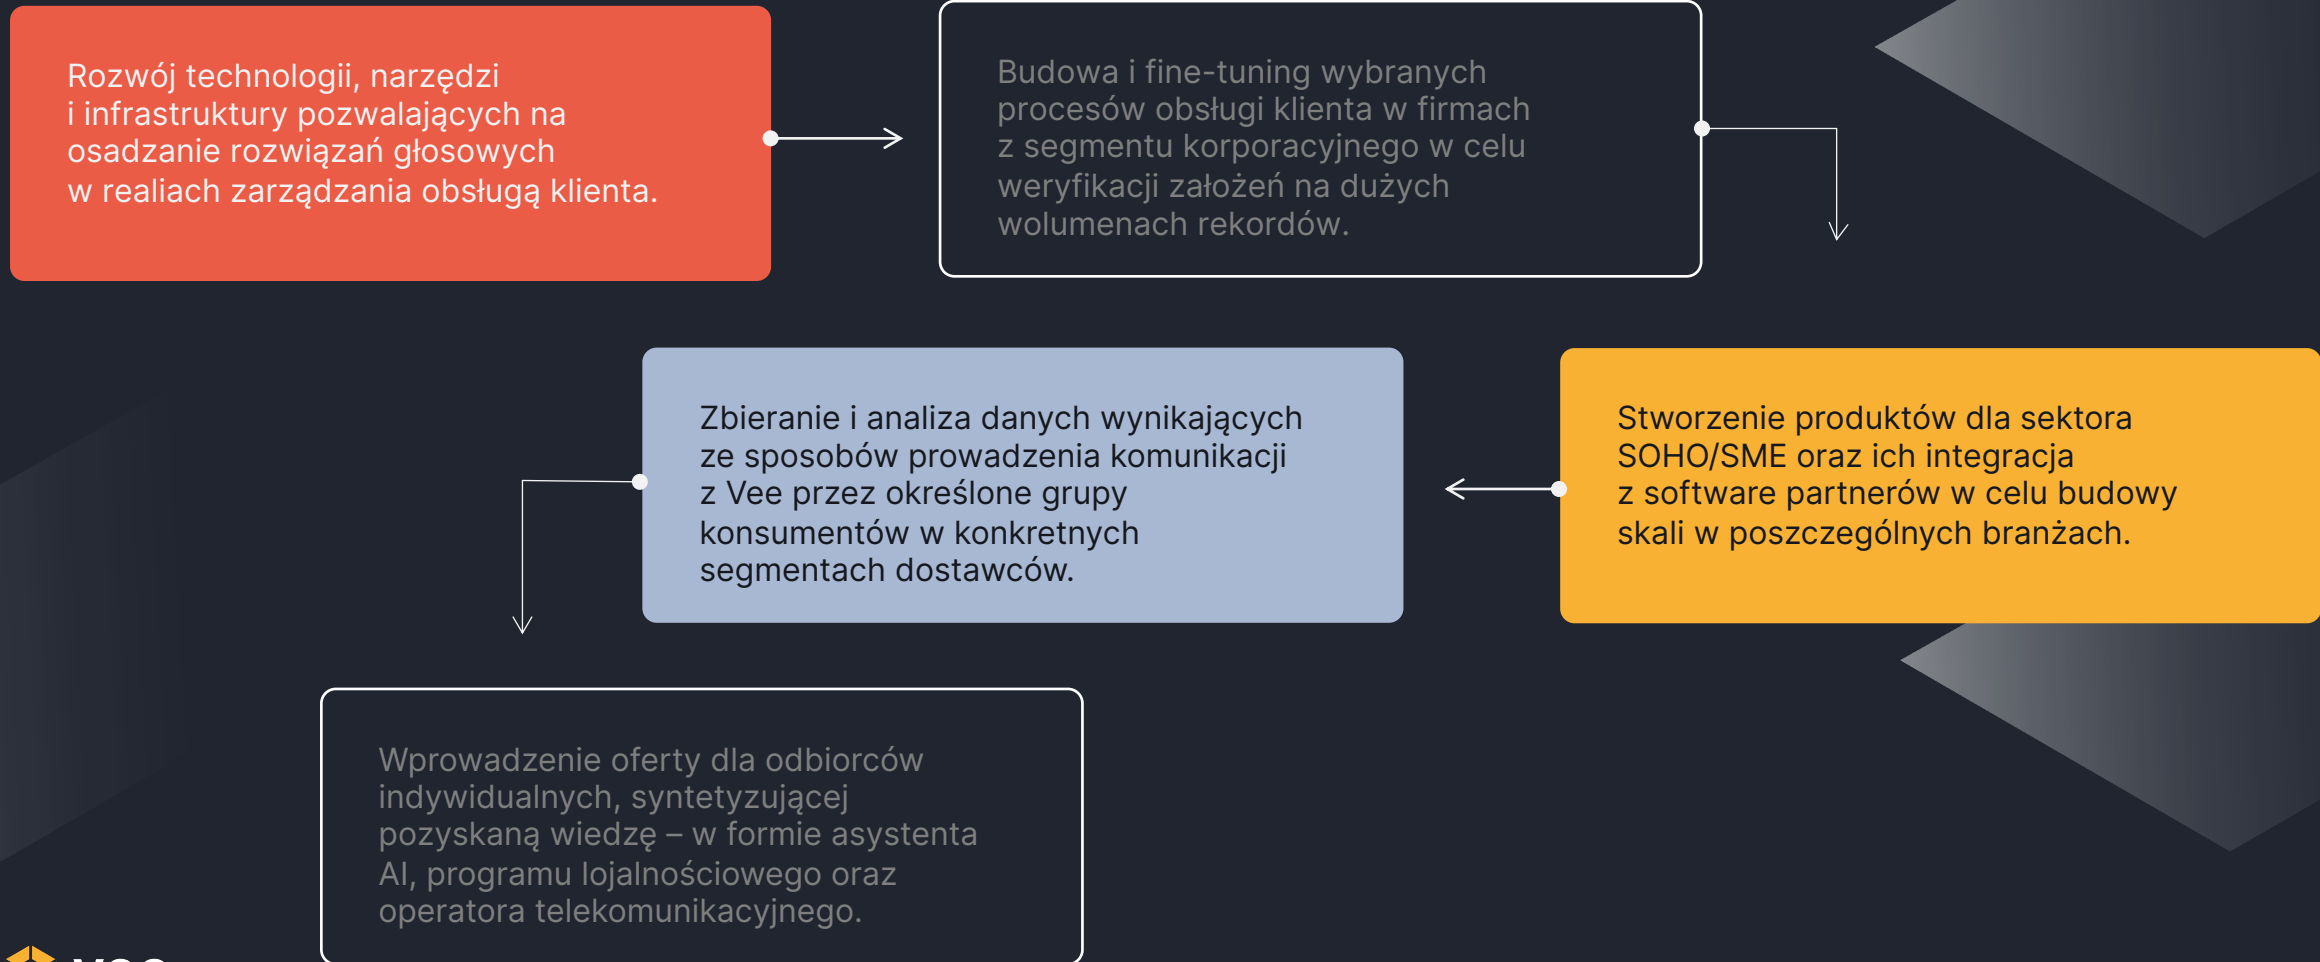 Rozwój technologii, narzędzi
i infrastruktury pozwalających na
osadzanie rozwiązań głosowych
w realiach zarządzania obsługą klienta.
Budowa i fine-tuning wybranych
procesów obsługi klienta w firmach
z segmentu korporacyjnego w celu
weryfikacji założeń na dużych
wolumenach rekordów.
Stworzenie produktów dla sektora
SOHO/SME oraz ich integracja
z software partnerów w celu budowy
skali w poszczególnych branżach.
Zbieranie i analiza danych wynikających
ze sposobów prowadzenia komunikacji
z Vee przez określone grupy
konsumentów w konkretnych
segmentach dostawców.
Wprowadzenie oferty dla odbiorców
indywidualnych, syntetyzującej
pozyskaną wiedzę – w formie asystenta
AI, programu lojalnościowego oraz
operatora telekomunikacyjnego.